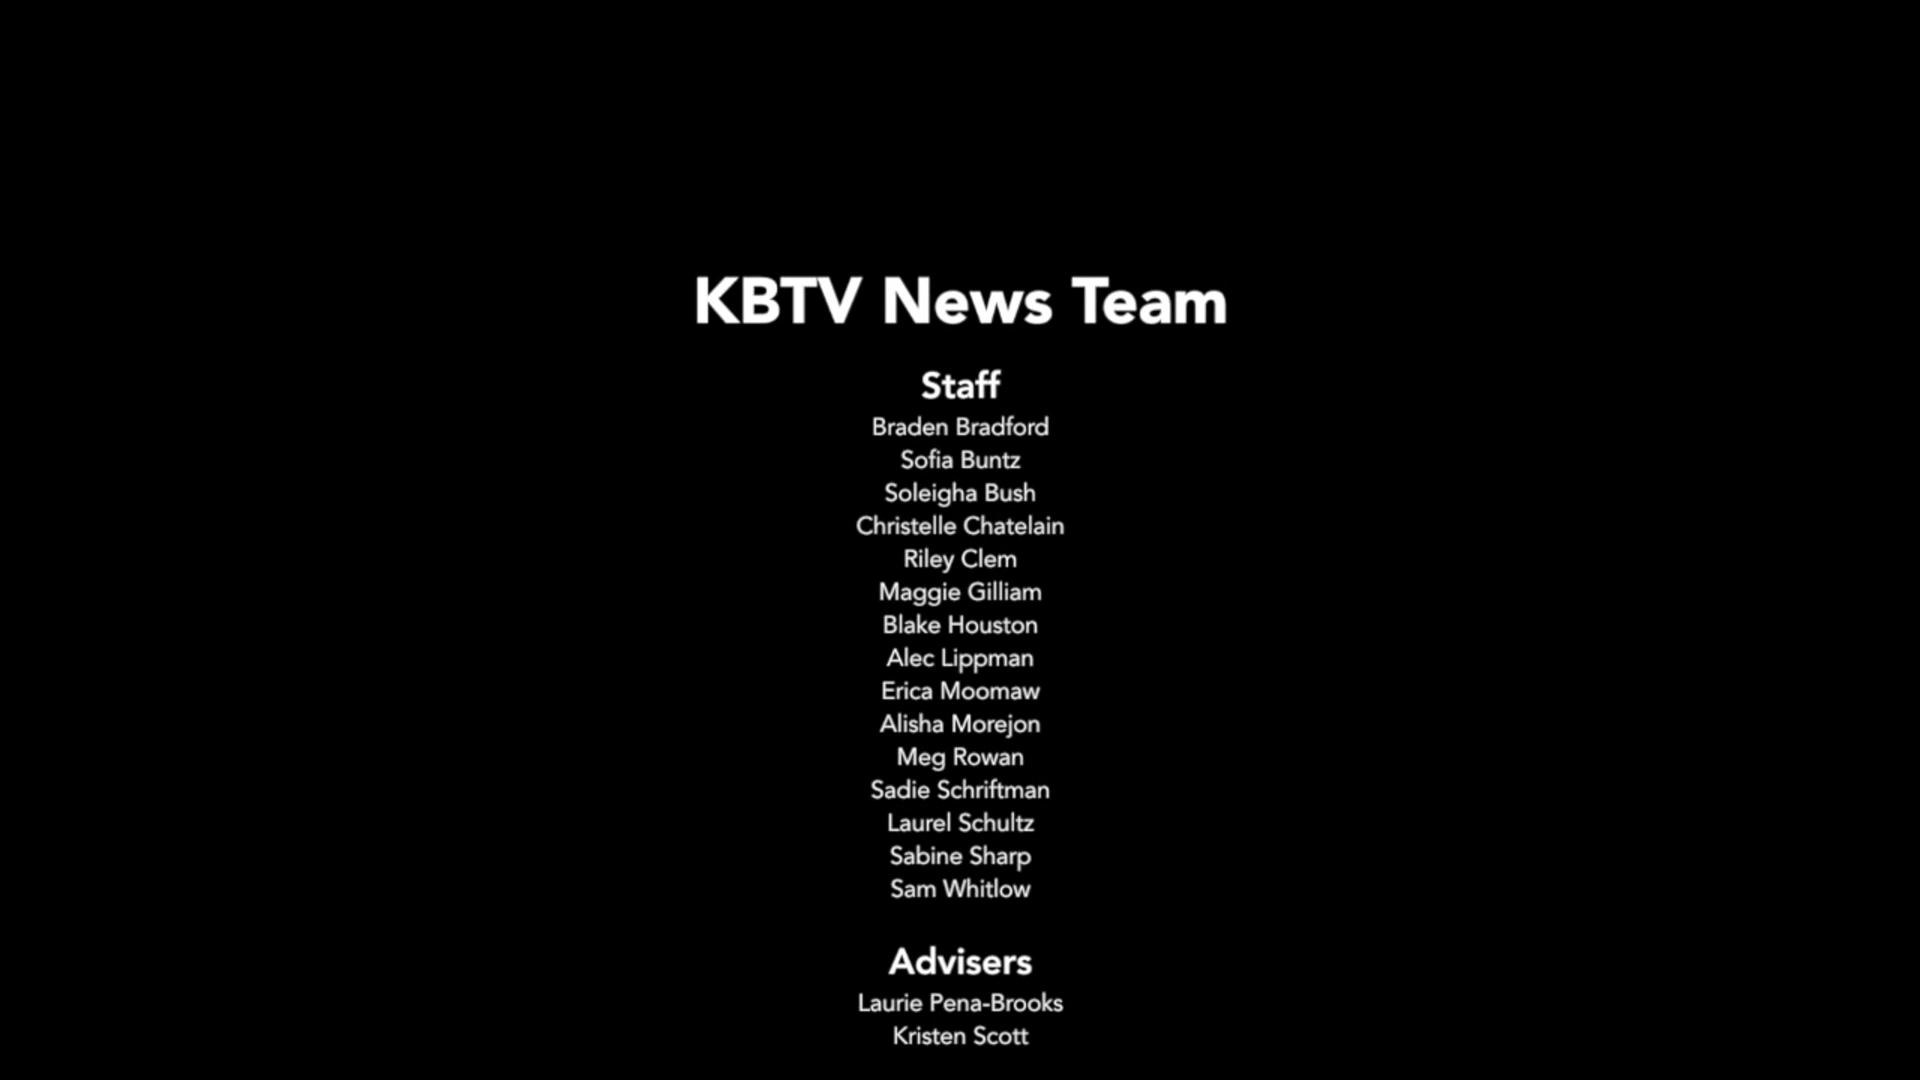 KBTV News Team
Staff
Braden Bradford
Sofia Buntz
Soleigha Bush
Christelle Chatelain
Riley Clem
Maggie Gilliam
Blake Houston
Alec Lippman
Erica Moomaw
Alisha Morejon
Meg Rowan
Sadie Schriftman
Laurel Schultz
Sabine Sharp
Sam Whitlow
Advisers
Laurie Pena-Brooks
Kristen Scott